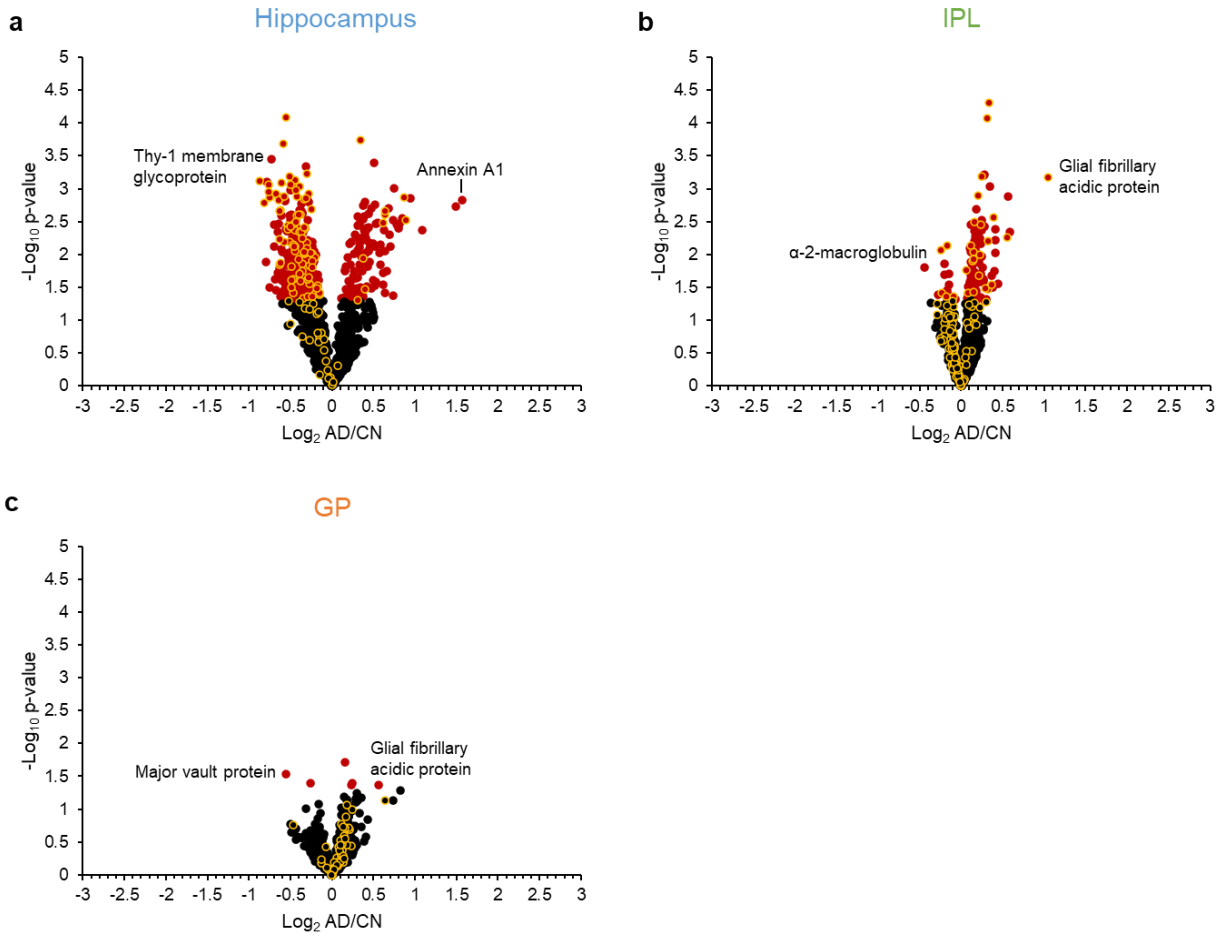 a
Hippocampus
5
4.5
4
3.5
3
2.5
2
1.5
1
0.5
0
-Log10 p-value
Thy-1 membrane
glycoprotein
Annexin A1
-3 -2.5 -2 -1.5 -1 -0.5 0 0.5 1 1.5 2 2.5 3
Log2 AD/CN
b
IPL
5
4.5
4
3.5
3
2.5
2
1.5
1
0.5
0
-Log10 p-value
Glial fibrillary
acidic protein
α-2-macroglobulin
-3 -2.5 -2 -1.5 -1 -0.5 0 0.5 1 1.5 2 2.5 3
Log2 AD/CN
c
GP
5
4.5
4
3.5
3
2.5
2
1.5
1
0.5
0
-Log10 p-value
Major vault protein
Glial fibrillary
acidic protein
-3 -2.5 -2 -1.5 -1 -0.5 0 0.5 1 1.5 2 2.5 3
Log2 AD/CN